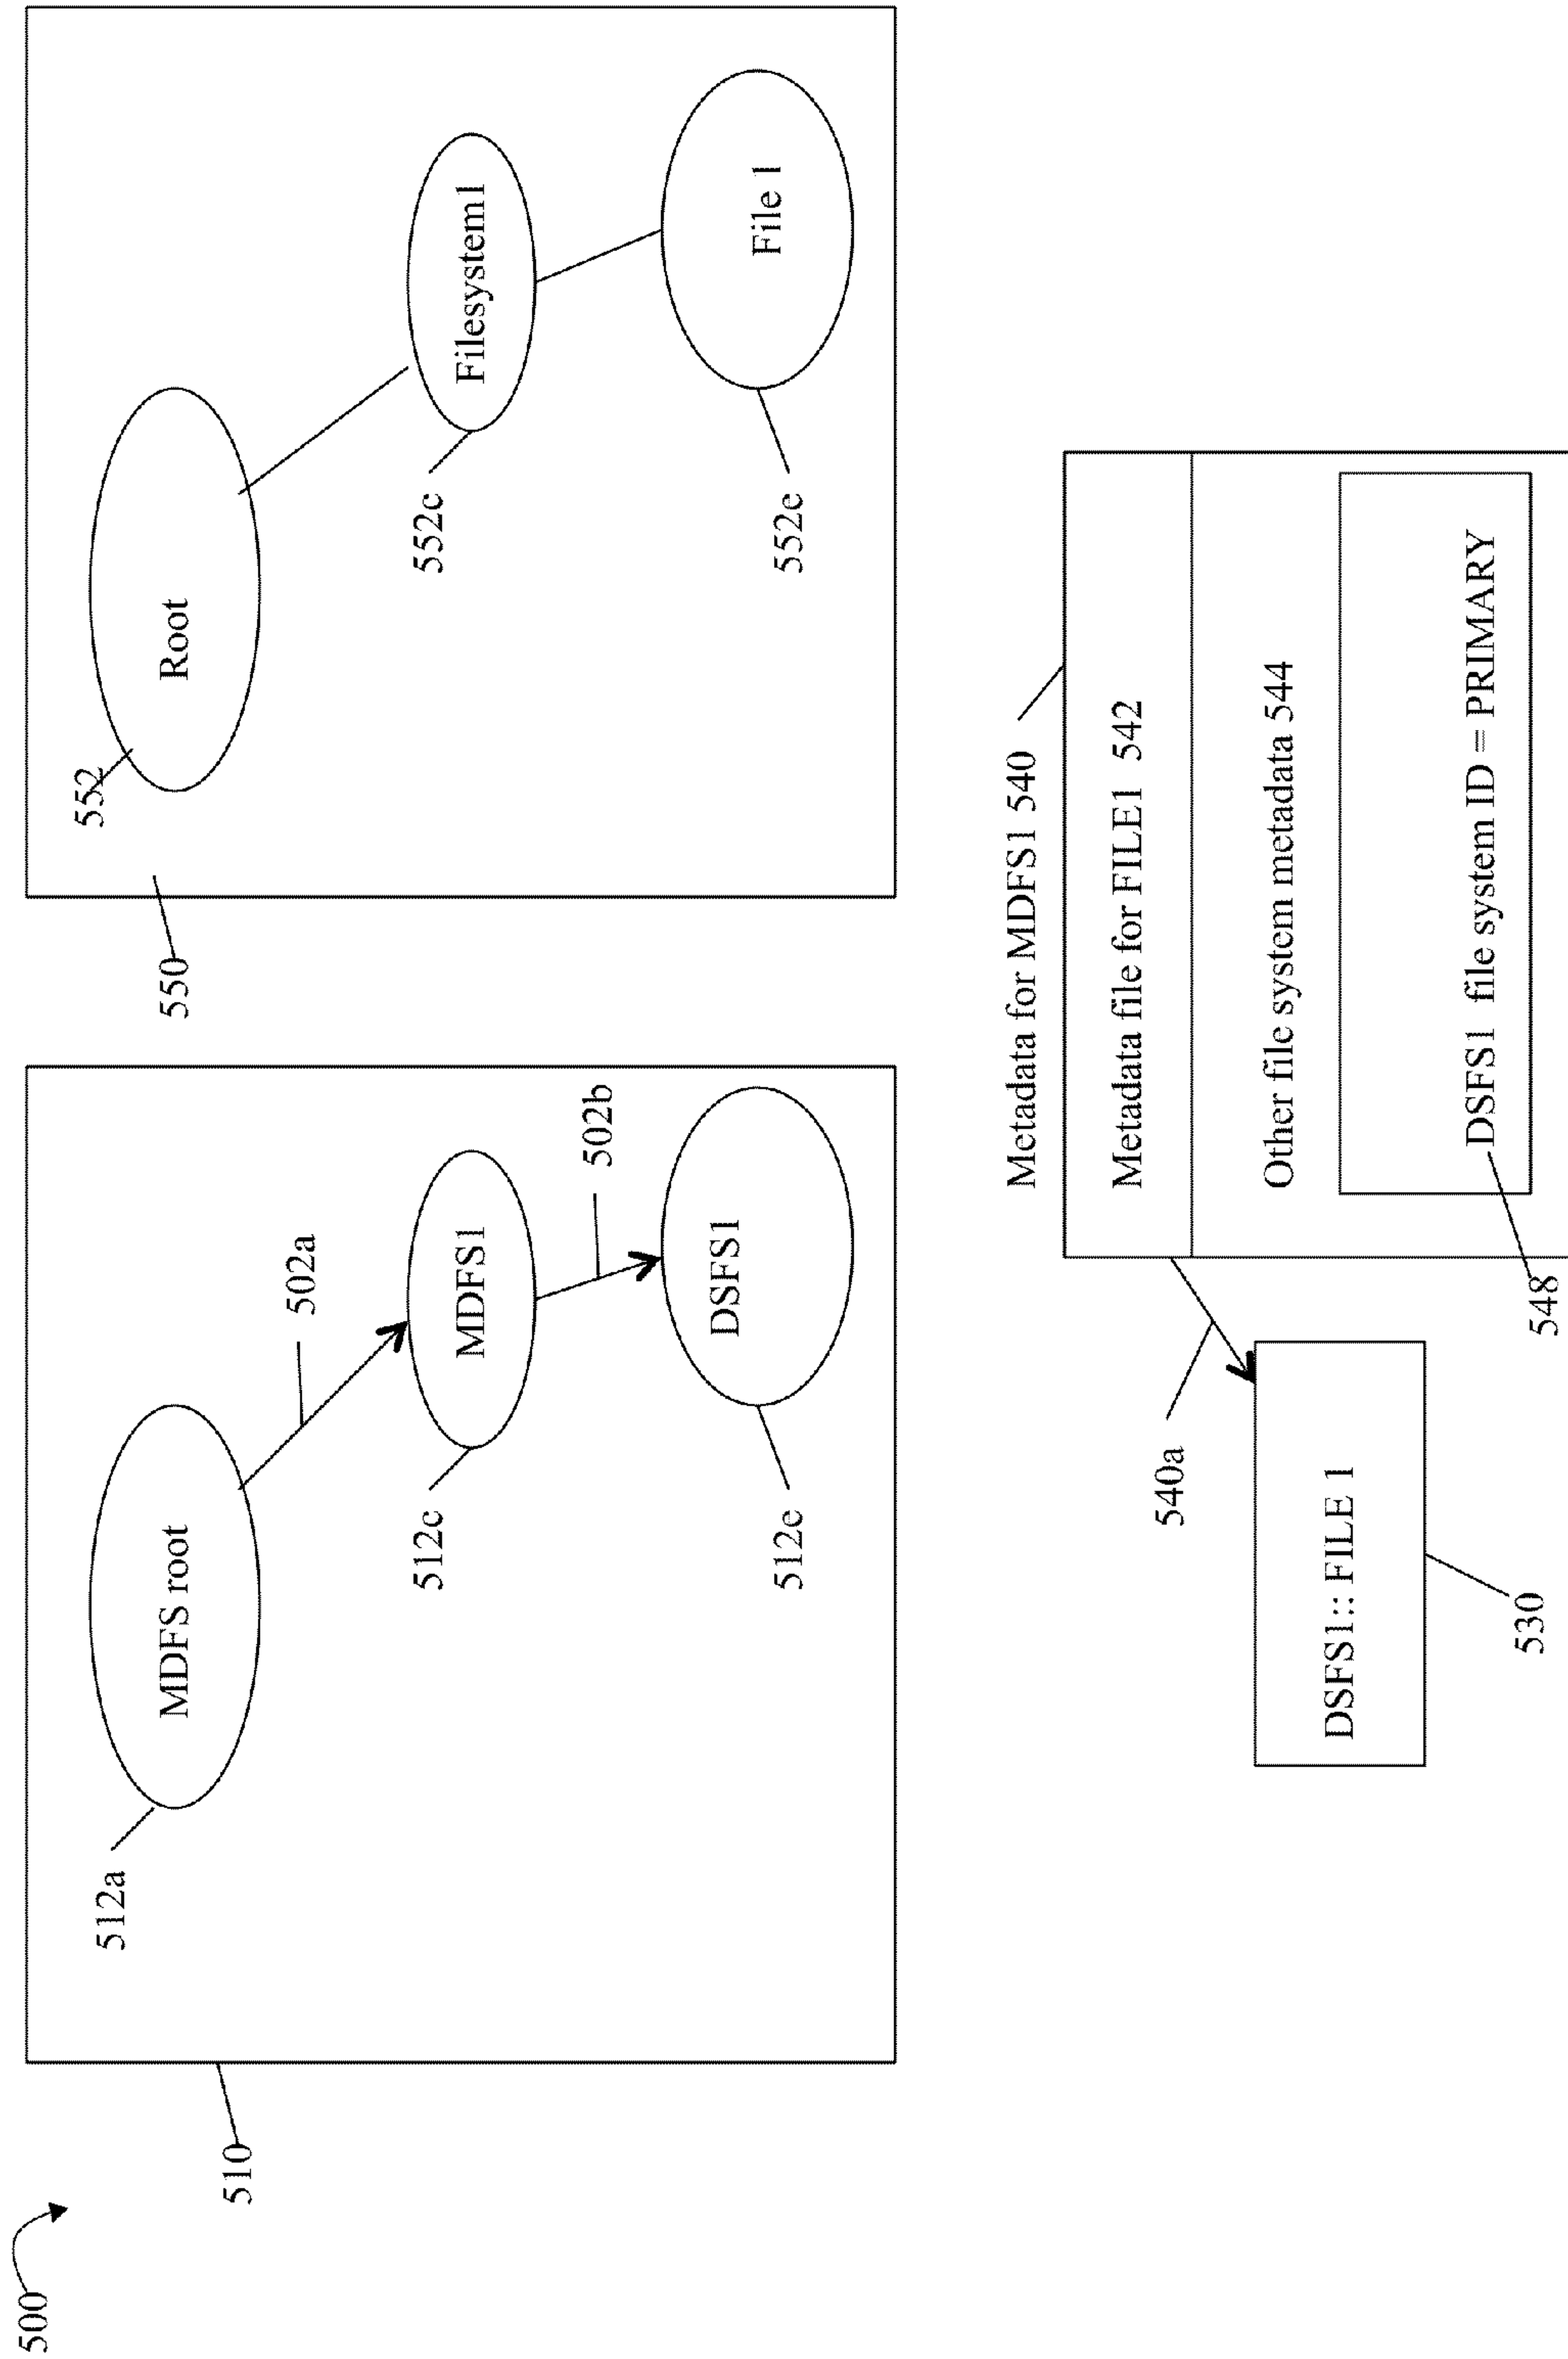 500
510
512a
MDFS root
502a
512c
MDFS1
502b
512e
DSFS1
550
552
Root
552c
Filesystem1
552e
File 1
Metadata for MDFS1 540
Metadata file for FILE1 542
Other file system metadata 544
DSFS1 file system ID = PRIMARY
548
540a
DSFS1:: FILE 1
530